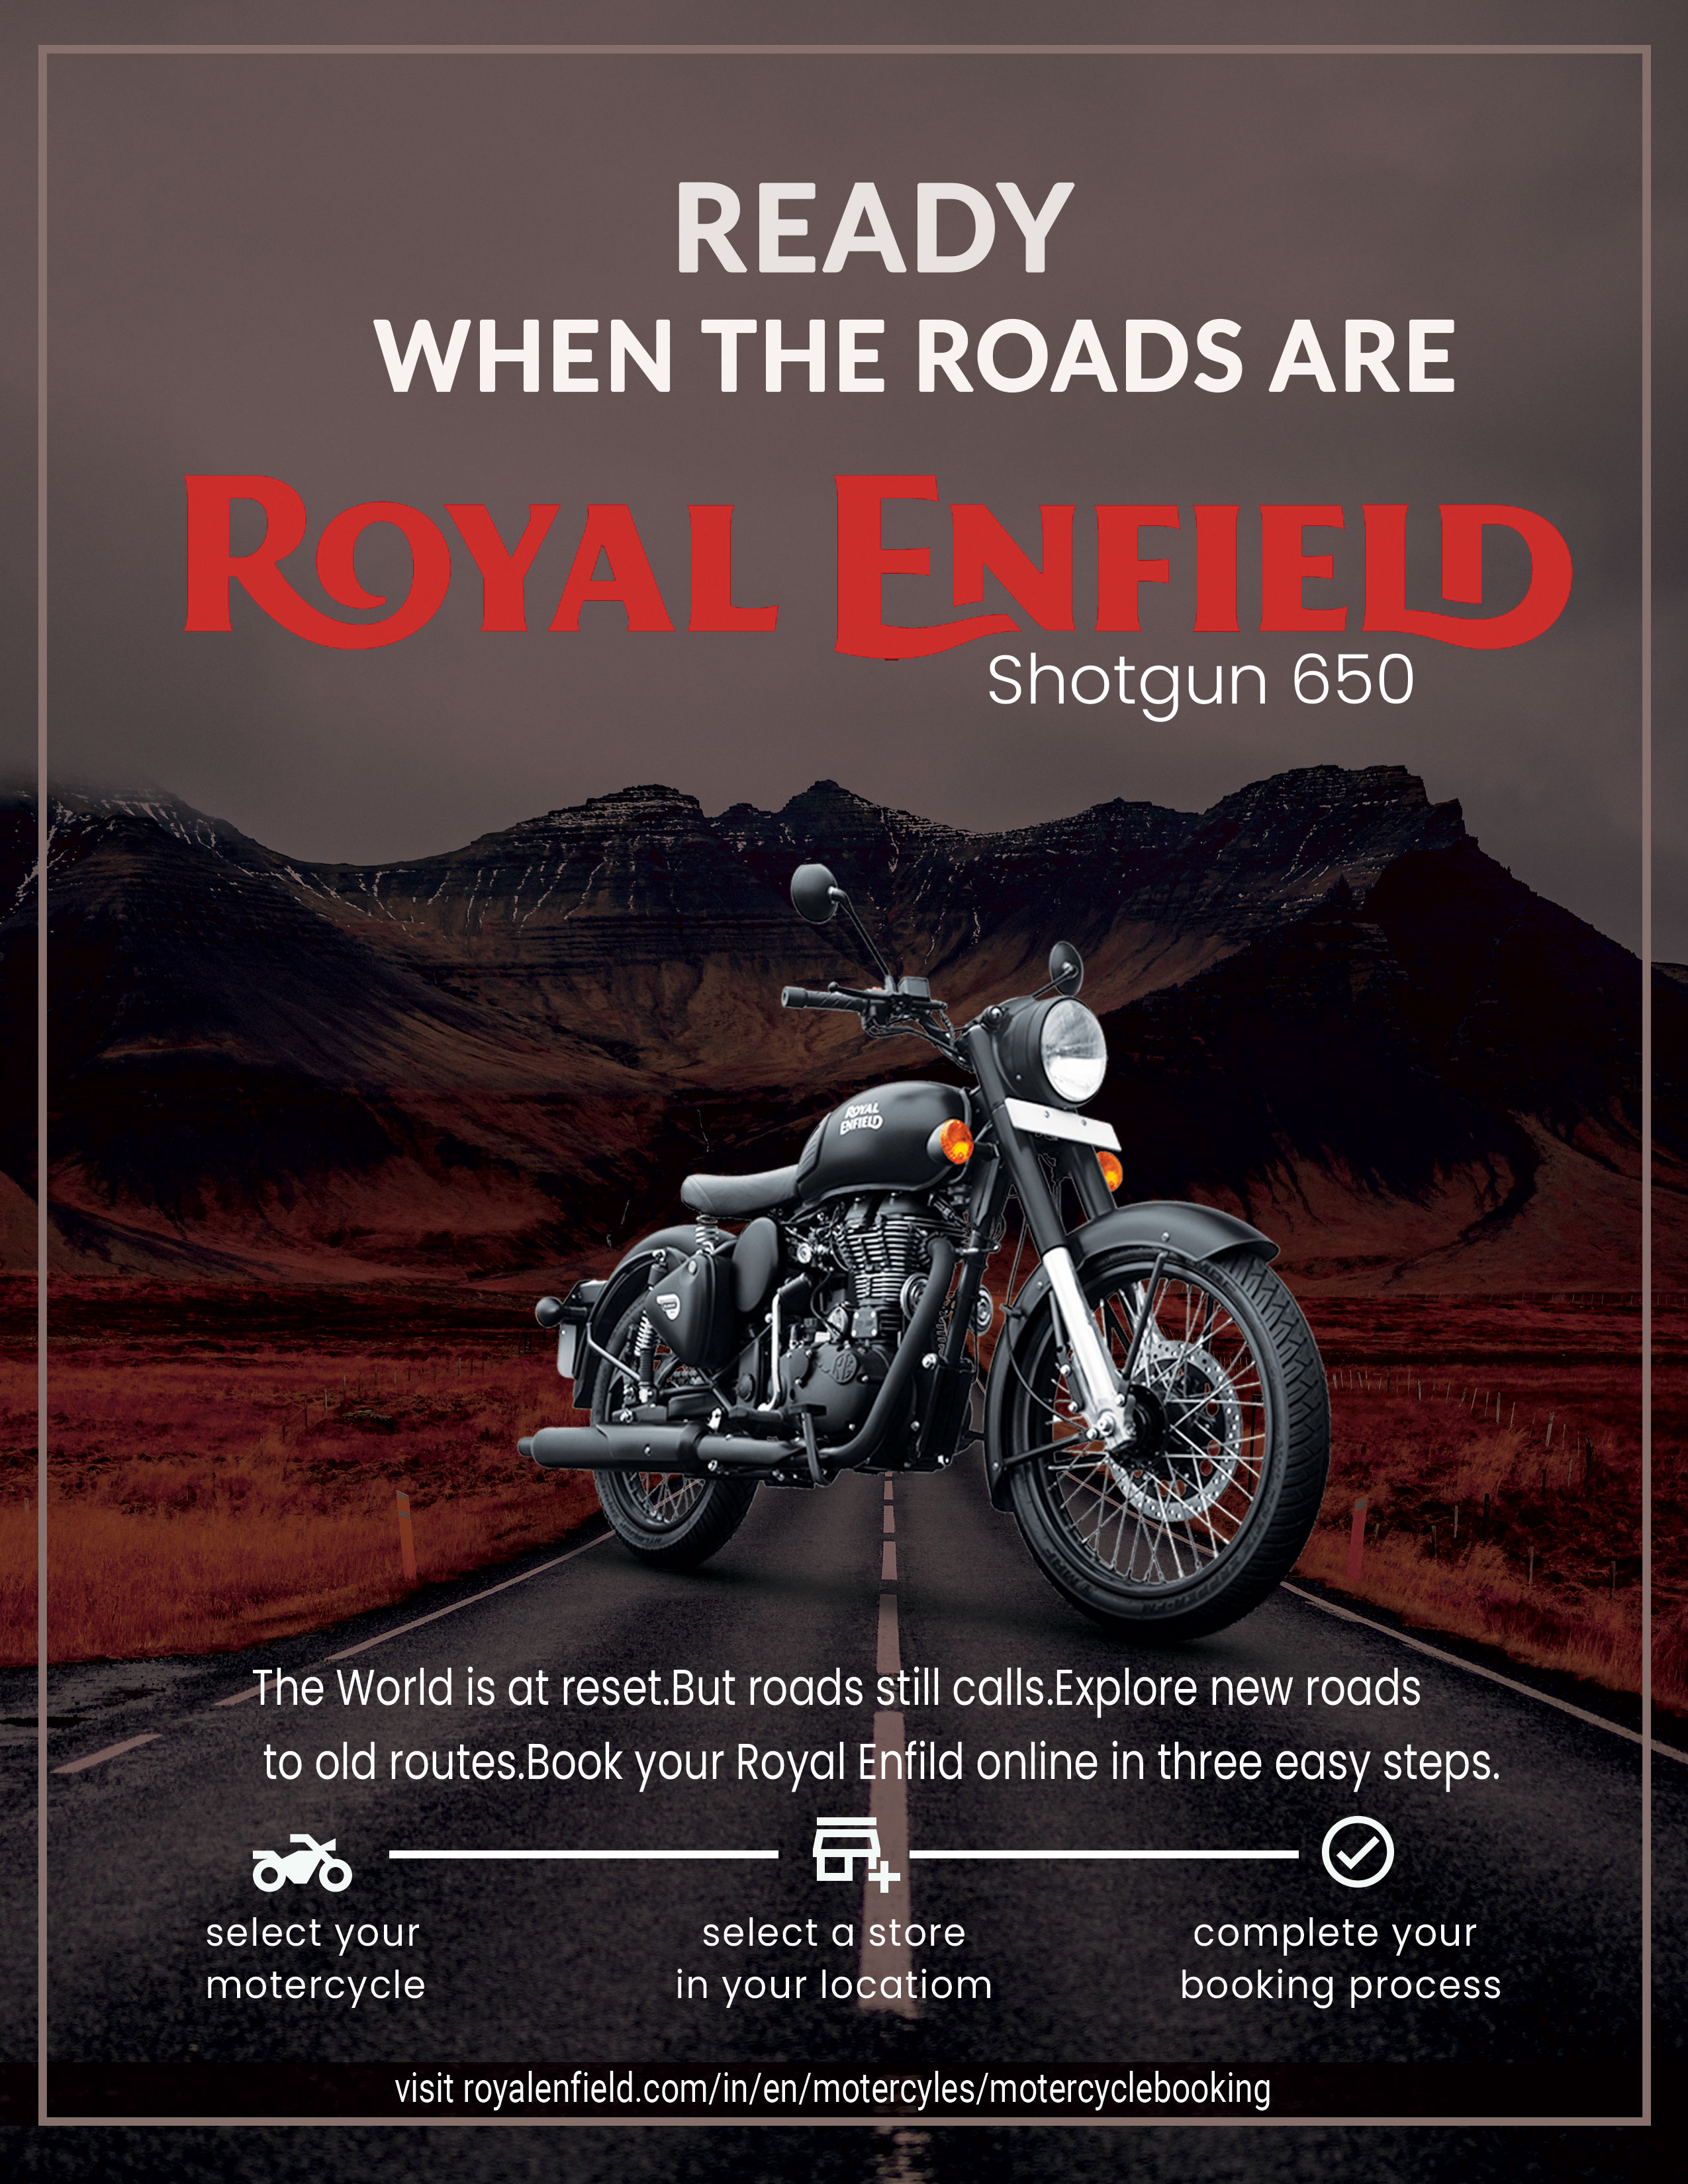 READY
WHEN THE ROADS ARE
ROYAL ENFIELD
Shotgun 650
ROYAL
ENFIELD
The World is at reset.But roads still calls.Explore new roads
to old routes.Book your Royal Enfild online in three easy steps.
select your
motercycle
select a store
in your locatiom
complete your
booking process
visit royalenfield.com/in/en/motercyles/motercyclebooking